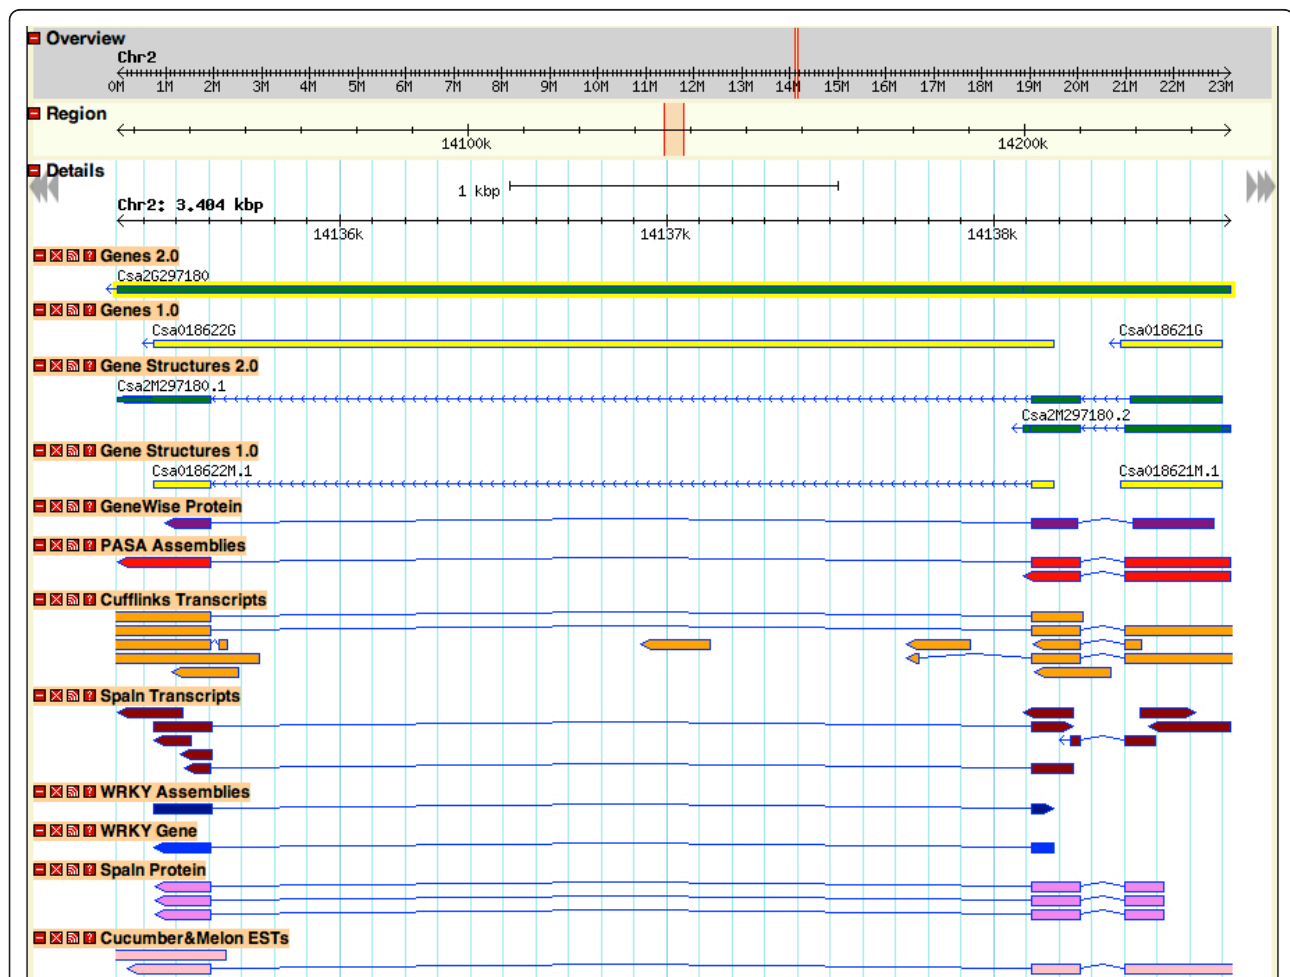 Overview
Chr2
0M 1M 2M 3M 4M 5M 6M 7M 8M 9M 10M 11M 12M 13M 14M 15M 16M 17M 18M 19M 20M 21M 22M 23M
Region
14100k 14200k
Details
1 kbp
Chr2: 3.404 kbp
14136k 14137k 14138k
Genes 2.0
Csa2G297180
Genes 1.0
Csa018622G Csa018621G
Gene Structures 2.0
Csa2M297180.1
Csa2M297180.2
Gene Structures 1.0
Csa018622M.1 Csa018621M.1
GeneWise Protein
PASA Assemblies
Cufflinks Transcripts
Spaln Transcripts
WRKY Assemblies
WRKY Gene
Spaln Protein
Cucumber&Melon ESTs